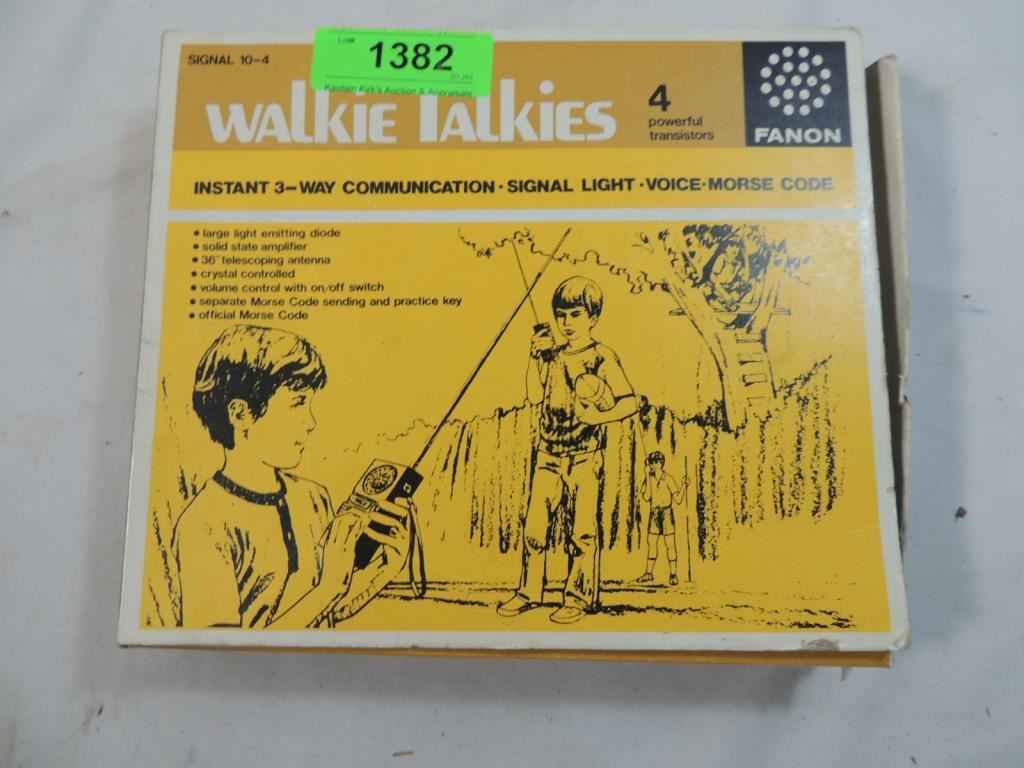 SIGNAL 10-4
Lot#
1382
Kaptain Kirk's Auction & Appraisals
WALKIE TALKIES
4
powerful
transistors
FANON
INSTANT 3-WAY COMMUNICATION · SIGNAL LIGHT · VOICE · MORSE CODE
• large light emitting diode
• solid state amplifier
• 36" telescoping antenna
• crystal controlled
• volume control with on/off switch
• separate Morse Code sending and practice key
• official Morse Code